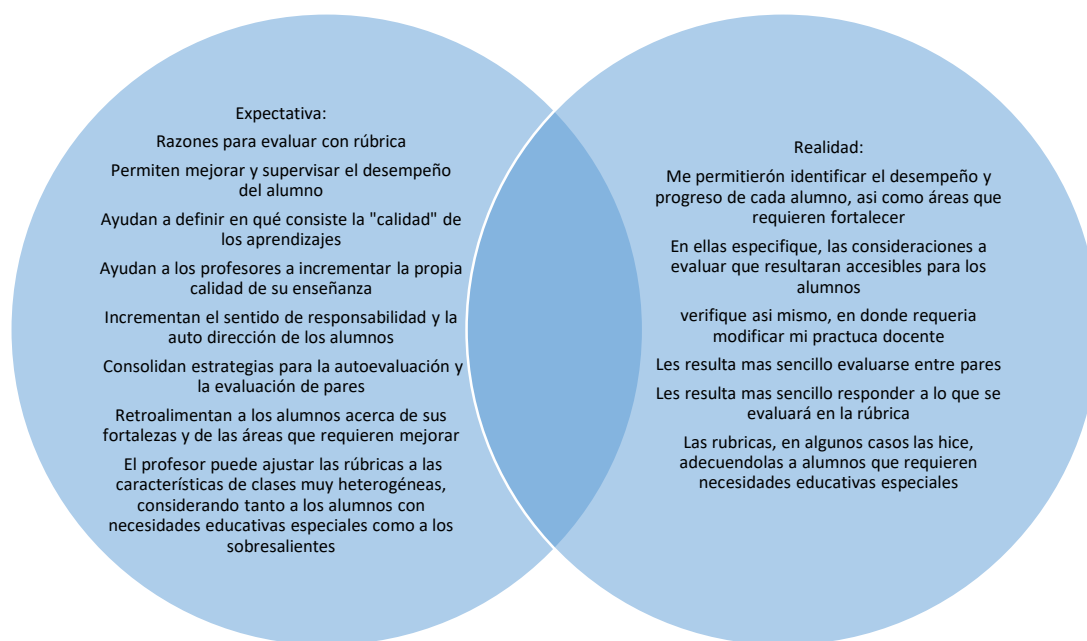 Expectativa:
Razones para evaluar con rúbrica
Permiten mejorar y supervisar el desempeño
del alumno
Ayudan a definir en qué consiste la "calidad" de
los aprendizajes
Ayudan a los profesores a incrementar la propia
calidad de su enseñanza
Incrementan el sentido de responsabilidad y la
auto dirección de los alumnos
Consolidan estrategias para la autoevaluación y
la evaluación de pares
Retroalimentan a los alumnos acerca de sus
fortalezas y de las áreas que requieren mejorar
El profesor puede ajustar las rúbricas a las
características de clases muy heterogéneas,
considerando tanto a los alumnos con
necesidades educativas especiales como a los
sobresalientes
Realidad:
Me permitierón identificar el desempeño y
progreso de cada alumno, asi como áreas que
requieren fortalecer
En ellas especifique, las consideraciones a
evaluar que resultaran accesibles para los
alumnos
verifique asi mismo, en donde requeria
modificar mi practuca docente
Les resulta mas sencillo evaluarse entre pares
Les resulta mas sencillo responder a lo que se
evaluará en la rúbrica
Las rubricas, en algunos casos las hice,
adecuendolas a alumnos que requieren
necesidades educativas especiales